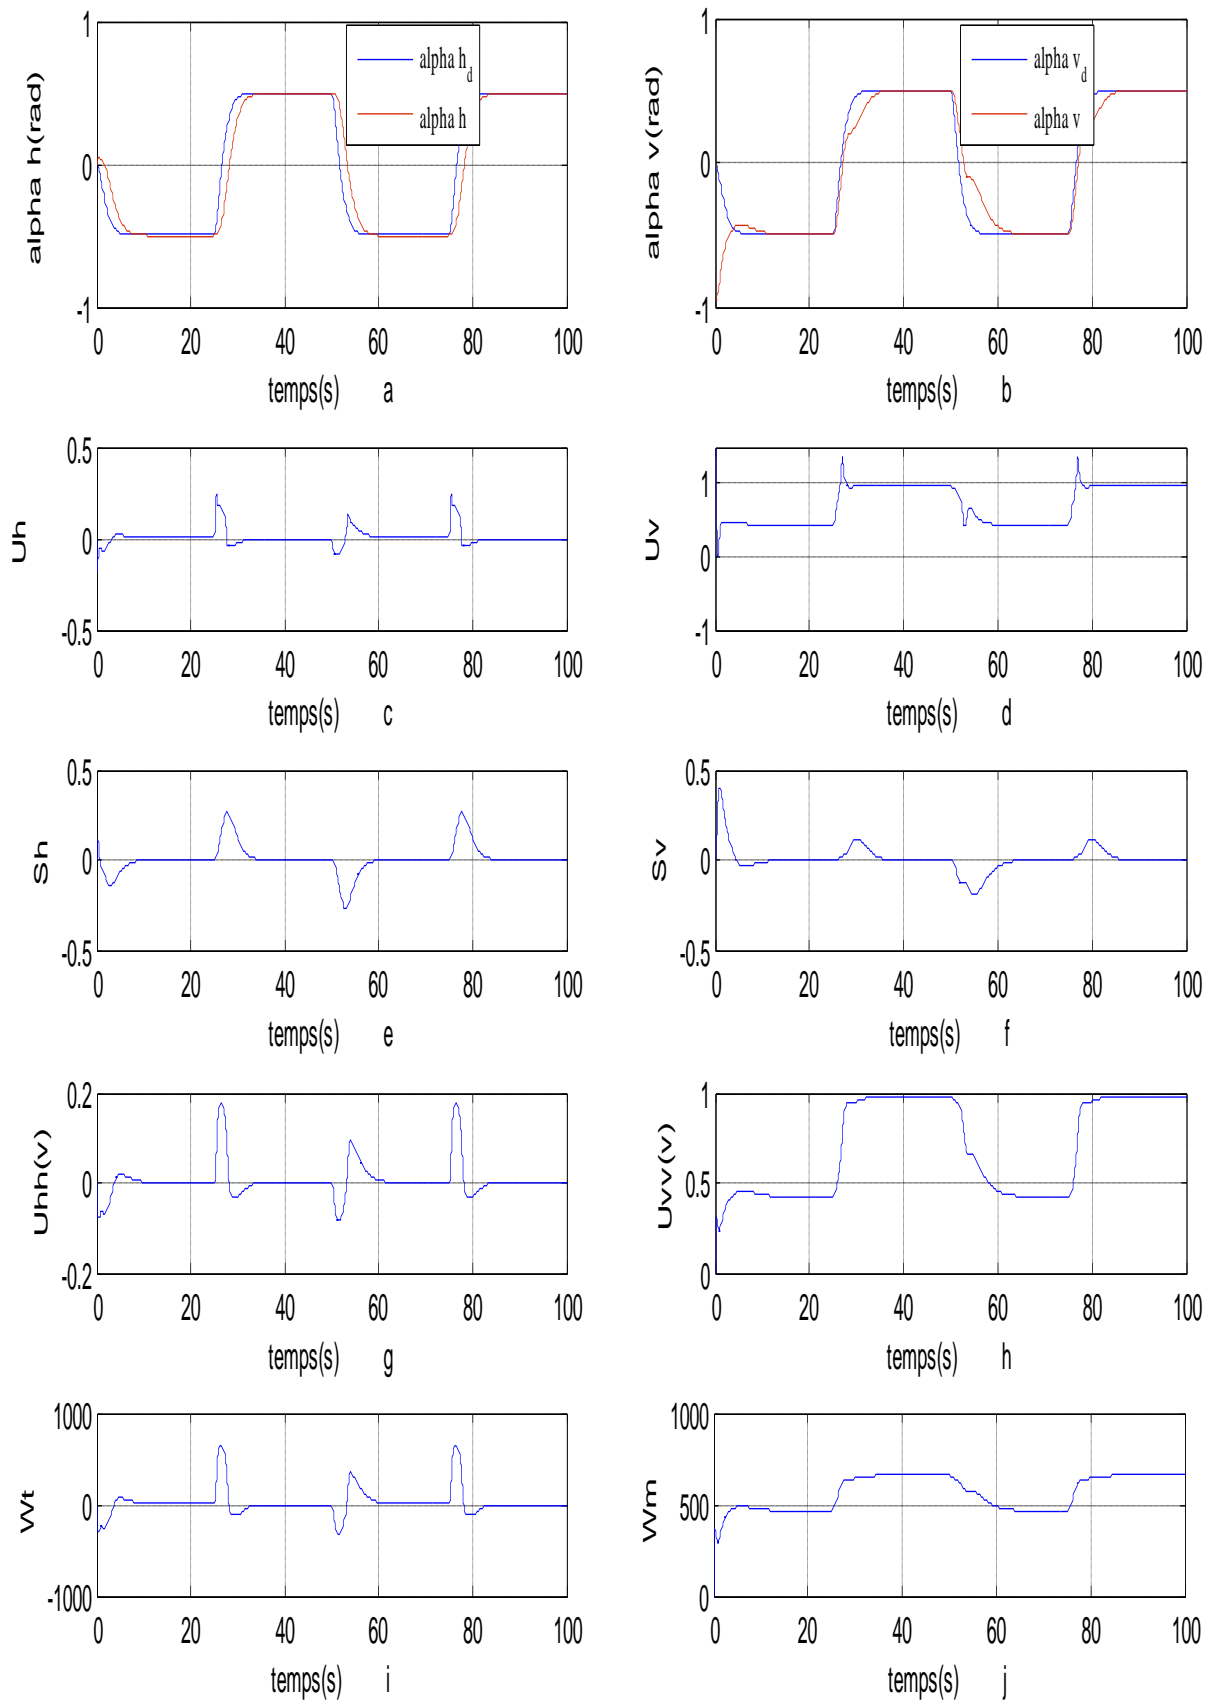 1
0
-1
alpha h(rad)
alpha h_d
alpha h
0 20 40 60 80 100
temps(s) a
1
0
-1
alpha v(rad)
alpha v_d
alpha v
0 20 40 60 80 100
temps(s) b
0.5
0
-0.5
Uh
0 20 40 60 80 100
temps(s) c
1
0
-1
Uv
0 20 40 60 80 100
temps(s) d
0.5
0
-0.5
Sh
0 20 40 60 80 100
temps(s) e
0.5
0
-0.5
Sv
0 20 40 60 80 100
temps(s) f
0.2
0
-0.2
Uhh(v)
0 20 40 60 80 100
temps(s) g
1
0.5
0
Uvv(v)
0 20 40 60 80 100
temps(s) h
1000
0
-1000
Wt
0 20 40 60 80 100
temps(s) i
1000
500
0
Wm
0 20 40 60 80 100
temps(s) j